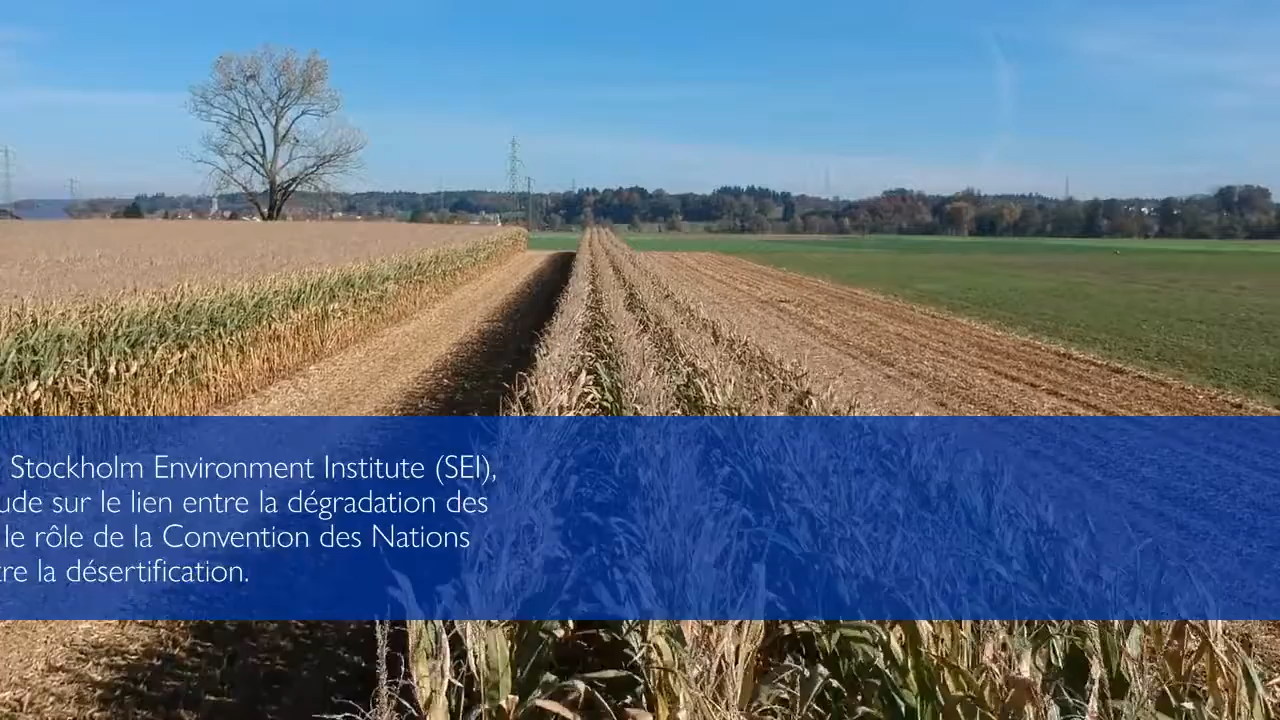 Stockholm Environment Institute (SEI),
sur le lien entre la dégradation des
le rôle de la Convention des Nations
la désertification.